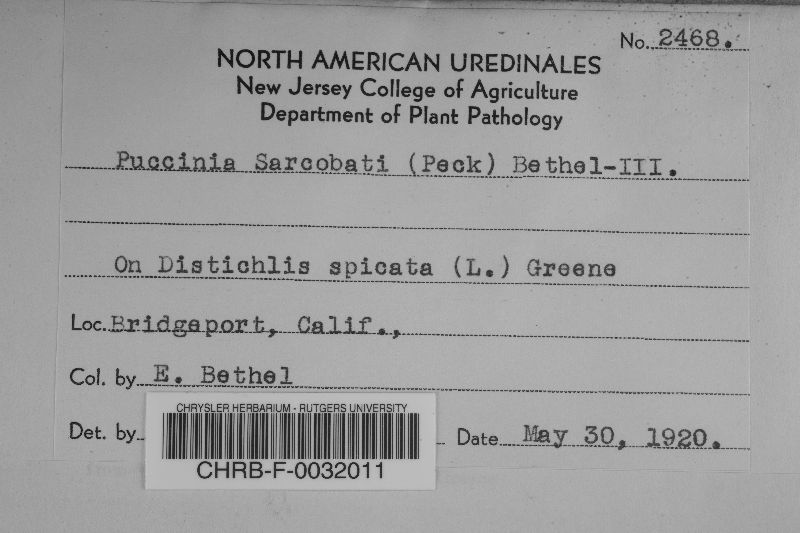 No. 2468.
NORTH AMERICAN UREDINALES
New Jersey College of Agriculture
Department of Plant Pathology
Puccinia Sarcobati (Peck) Bethel-III.
On Distichlis spicata (L.) Greene
Loc. Bridgeport, Calif.,
Col. by E. Bethel
Det. by Date May 30, 1920.
CHRYSLER HERBARIUM - RUTGERS UNIVERSITY
CHRB-F-0032011